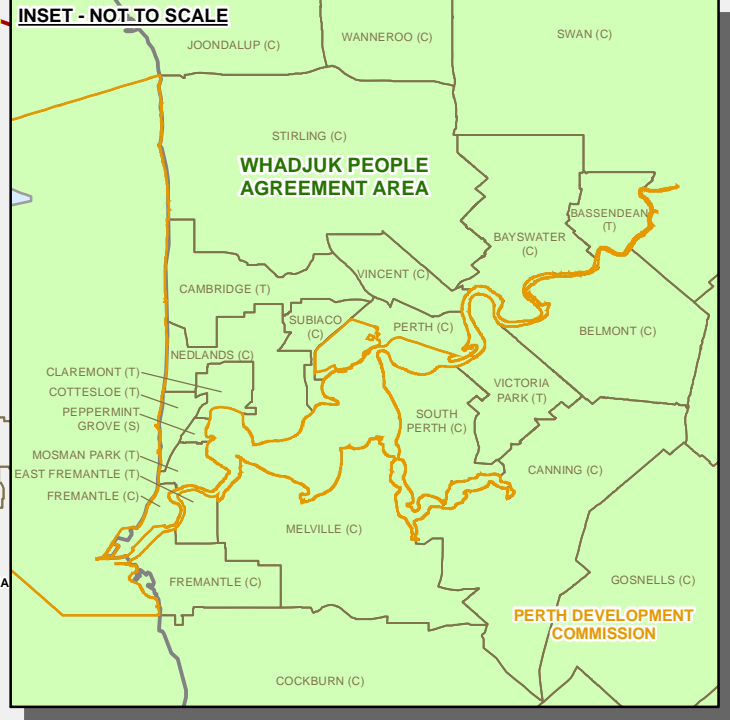 INSET - NOT TO SCALE
JOONDALUP (C)
WANNEROO (C)
SWAN (C)
STIRLING (C)
WHADJUK PEOPLE
AGREEMENT AREA
BASSENDEAN
(T)
BAYSWATER
(C)
VINCENT (C)
CAMBRIDGE (T)
SUBIACO
(C)
PERTH (C)
BELMONT (C)
NEDLANDS (C)
CLAREMONT (T)
COTTESLOE (T)
PEPPERMINT
GROVE (S)
VICTORIA
PARK (T)
SOUTH
PERTH (C)
MOSMAN PARK (T)
EAST FREMANTLE (T)
FREMANTLE (C)
CANNING (C)
MELVILLE (C)
A
FREMANTLE (C)
GOSNELLS (C)
PERTH DEVELOPMENT
COMMISSION
COCKBURN (C)